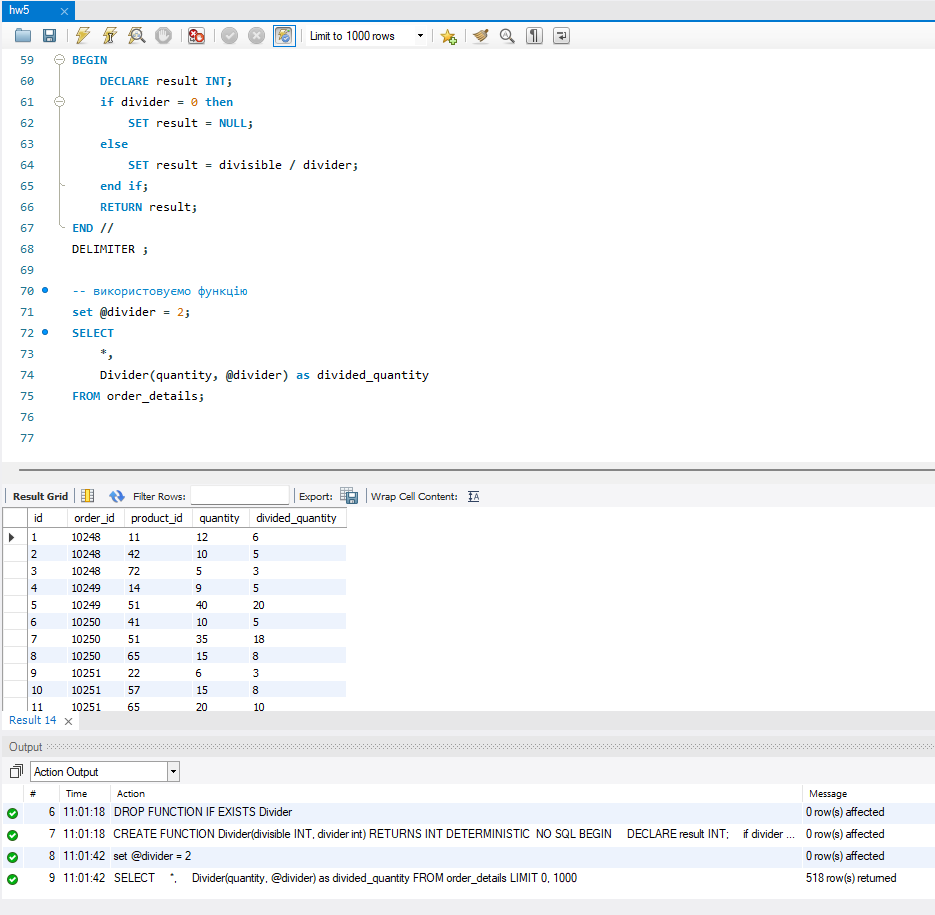 hw5
Limit to 1000 rows
59 BEGIN
60 DECLARE result INT;
61 if divider = 0 then
62 SET result = NULL;
63 else
64 SET result = divisible / divider;
65 end if;
66 RETURN result;
67 END //
68 DELIMITER ;
69
70 -- використовуємо функцію
71 set @divider = 2;
72 SELECT
73 *,
74 Divider(quantity, @divider) as divided_quantity
75 FROM order_details;
76
77
Result Grid Filter Rows: Export: Wrap Cell Content: IA
id order_id product_id quantity divided_quantity
1 10248 11 12 6
2 10248 42 10 5
3 10248 72 5 3
4 10249 14 9 5
5 10249 51 40 20
6 10250 41 10 5
7 10250 51 35 18
8 10250 65 15 8
9 10251 22 6 3
10 10251 57 15 8
11 10251 65 20 10
Result 14
Output
Action Output
# Time Action Message
6 11:01:18 DROP FUNCTION IF EXISTS Divider 0 row(s) affected
7 11:01:18 CREATE FUNCTION Divider(divisible INT, divider int) RETURNS INT DETERMINISTIC NO SQL BEGIN DECLARE result INT; if divider ... 0 row(s) affected
8 11:01:42 set @divider = 2 0 row(s) affected
9 11:01:42 SELECT *, Divider(quantity, @divider) as divided_quantity FROM order_details LIMIT 0, 1000 518 row(s) returned